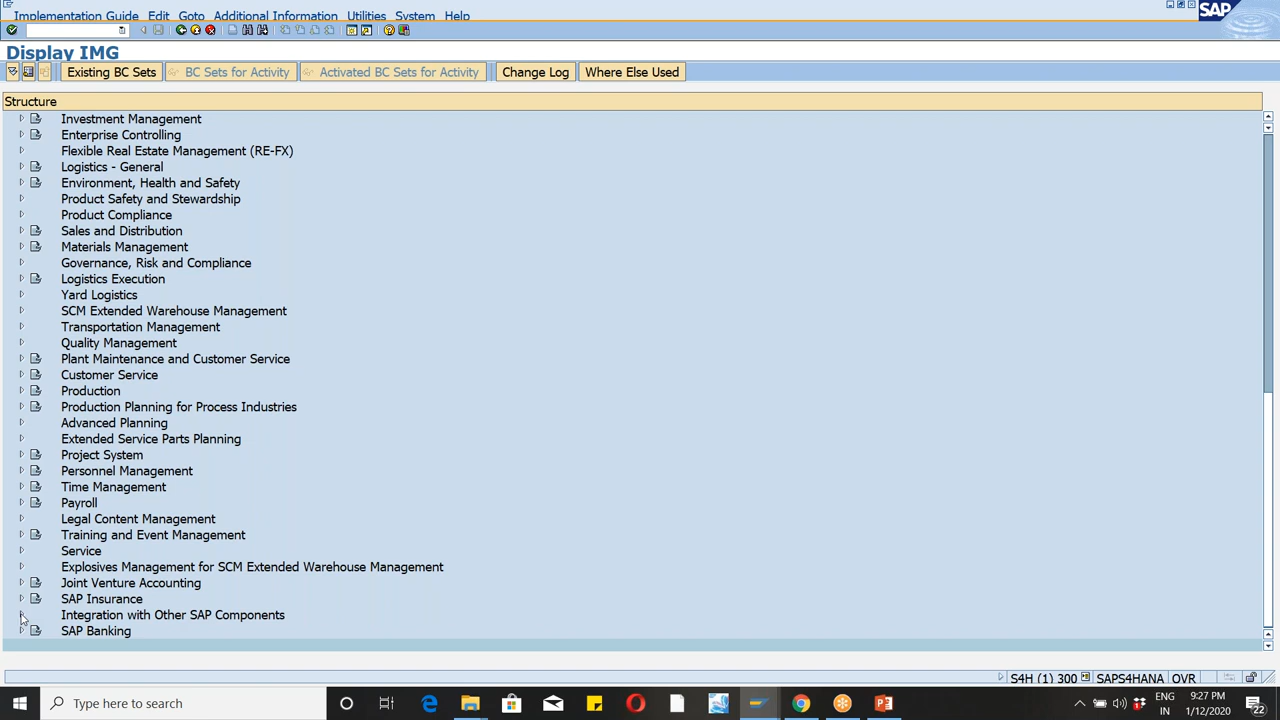 Implementation Guide Edit Goto Additional Information Utilities System Help
SAP
Display IMG
Existing BC Sets BC Sets for Activity Activated BC Sets for Activity Change Log Where Else Used
Structure
Investment Management
Enterprise Controlling
Flexible Real Estate Management (RE-FX)
Logistics - General
Environment, Health and Safety
Product Safety and Stewardship
Product Compliance
Sales and Distribution
Materials Management
Governance, Risk and Compliance
Logistics Execution
Yard Logistics
SCM Extended Warehouse Management
Transportation Management
Quality Management
Plant Maintenance and Customer Service
Customer Service
Production
Production Planning for Process Industries
Advanced Planning
Extended Service Parts Planning
Project System
Personnel Management
Time Management
Payroll
Legal Content Management
Training and Event Management
Service
Explosives Management for SCM Extended Warehouse Management
Joint Venture Accounting
SAP Insurance
Integration with Other SAP Components
SAP Banking
S4H (1) 300 SAPS4HANA OVR
Type here to search
ENG
IN
9:27 PM
1/12/2020
22